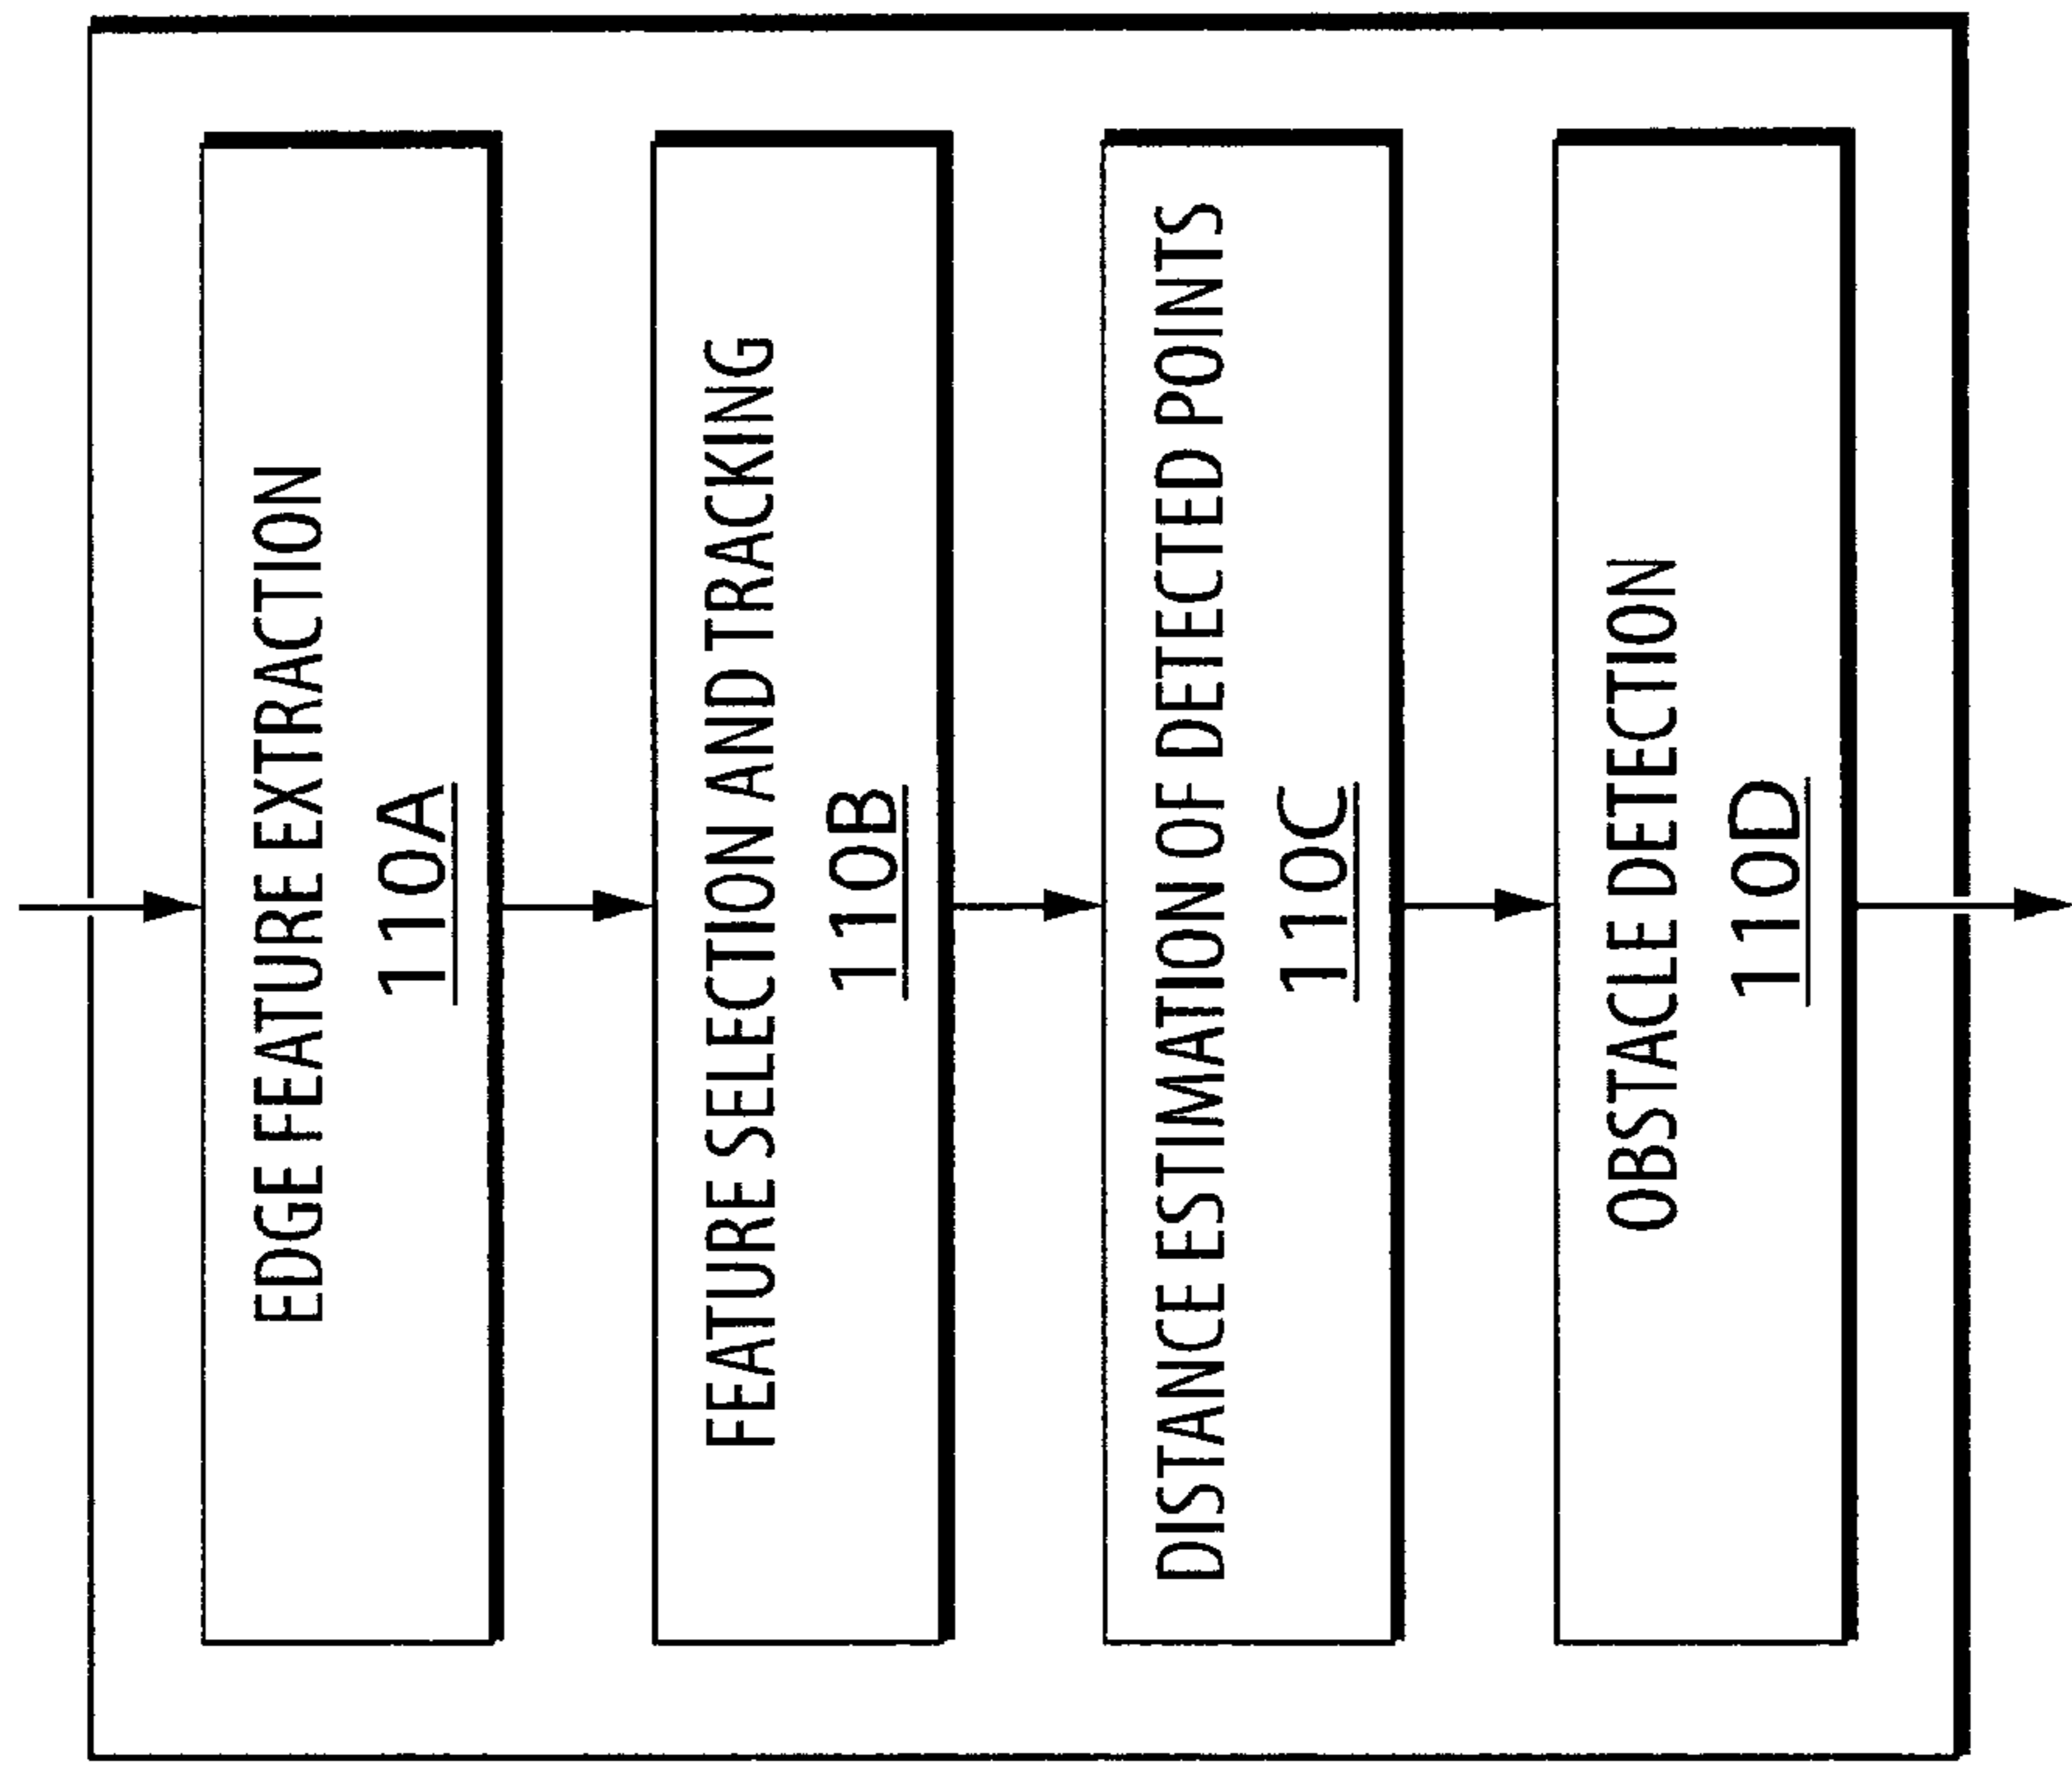 EDGE FEATURE EXTRACTION
110A
FEATURE SELECTION AND TRACKING
110B
DISTANCE ESTIMATION OF DETECTED POINTS
110C
OBSTACLE DETECTION
110D